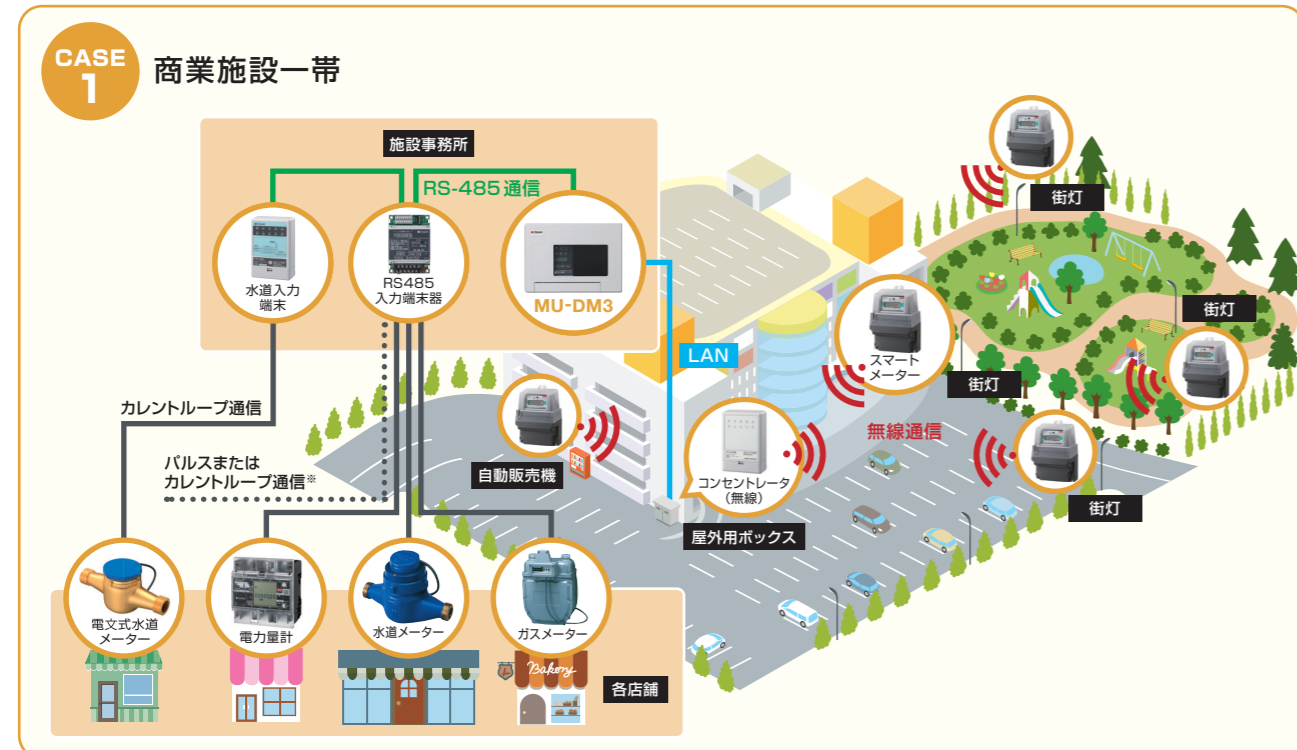 CASE
1
商業施設一帯
施設事務所
RS-485通信
水道入力
端末
RS485
入力端末器
MU-DM3
LAN
カレントループ通信
パルスまたは
カレントループ通信※
自動販売機
コンセントレータ
(無線)
屋外用ボックス
スマート
メーター
無線通信
街灯
街灯
街灯
街灯
電文式水道
メーター
電力量計
水道メーター
ガスメーター
Bakery
各店舗